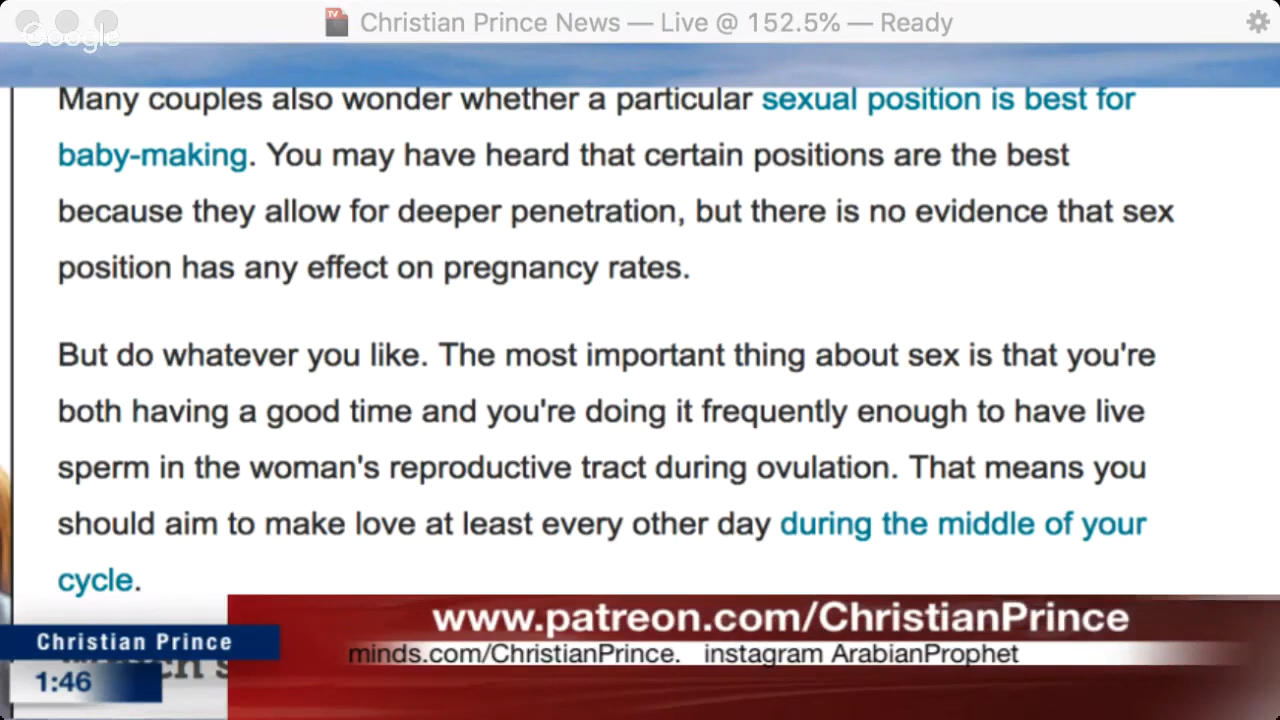 Christian Prince News — Live @ 152.5% — Ready
Google
Many couples also wonder whether a particular sexual position is best for
baby-making. You may have heard that certain positions are the best
because they allow for deeper penetration, but there is no evidence that sex
position has any effect on pregnancy rates.
But do whatever you like. The most important thing about sex is that you're
both having a good time and you're doing it frequently enough to have live
sperm in the woman's reproductive tract during ovulation. That means you
should aim to make love at least every other day during the middle of your
cycle.
www.patreon.com/ChristianPrince
Christian Prince
minds.com/ChristianPrince. instagram ArabianProphet
1:46